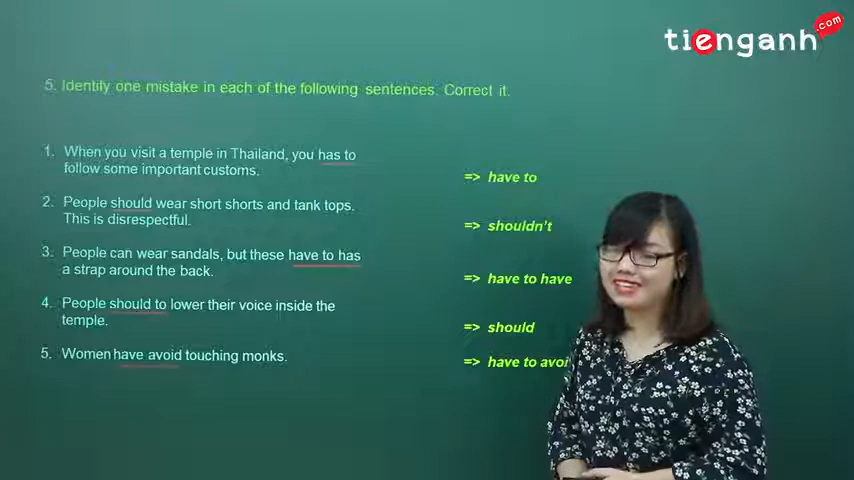 tienganh.com
5. Identify one mistake in each of the following sentences. Correct it.
1. When you visit a temple in Thailand, you has to
follow some important customs.
=> have to
2. People should wear short shorts and tank tops.
This is disrespectful.
=> shouldn't
3. People can wear sandals, but these have to has
a strap around the back.
=> have to have
4. People should to lower their voice inside the
temple.
=> should
5. Women have avoid touching monks.
=> have to avoi